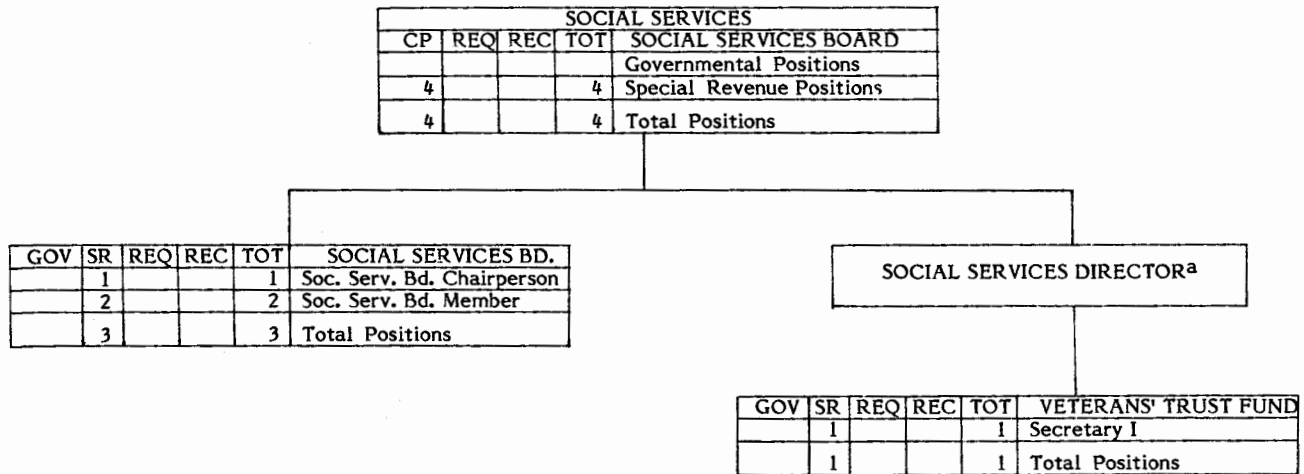 SOCIAL SERVICES
CP REQ REC TOT SOCIAL SERVICES BOARD
Governmental Positions
4 4 Special Revenue Positions
4 4 Total Positions
GOV SR REQ REC TOT SOCIAL SERVICES BD.
1 1 Soc. Serv. Bd. Chairperson
2 2 Soc. Serv. Bd. Member
3 3 Total Positions
SOCIAL SERVICES DIRECTORa
GOV SR REQ REC TOT VETERANS' TRUST FUND
1 1 Secretary I
1 1 Total Positions